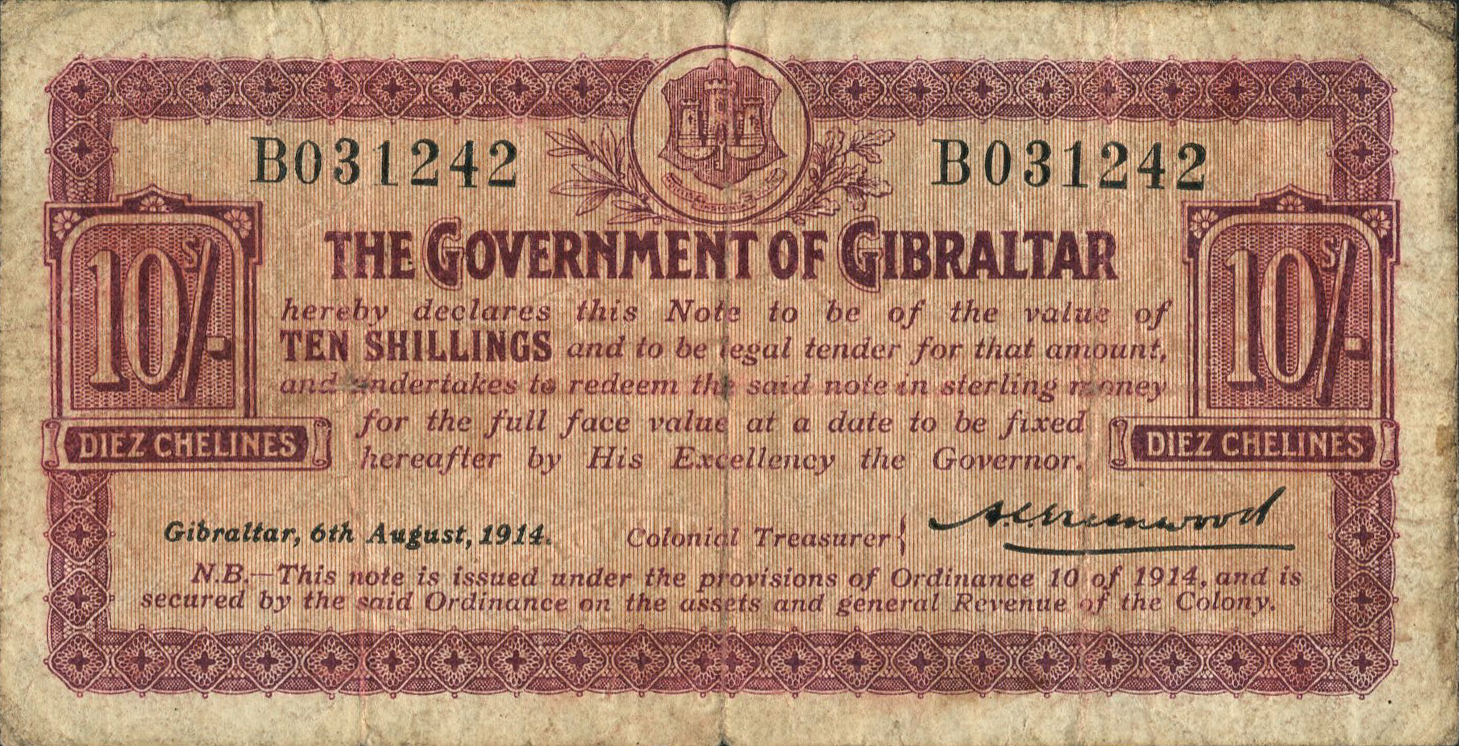 B031242 B031242
THE GOVERNMENT OF GIBRALTAR
10S/- 10S/-
hereby declares this Note to be of the value of
TEN SHILLINGS and to be legal tender for that amount,
and undertakes to redeem the said note in sterling money
for the full face value at a date to be fixed
hereafter by His Excellency the Governor.
DIEZ CHELINES DIEZ CHELINES
Gibraltar, 6th August, 1914. Colonial Treasurer { A.C. Greenwood
N.B.—This note is issued under the provisions of Ordinance 10 of 1914, and is
secured by the said Ordinance on the assets and general Revenue of the Colony.